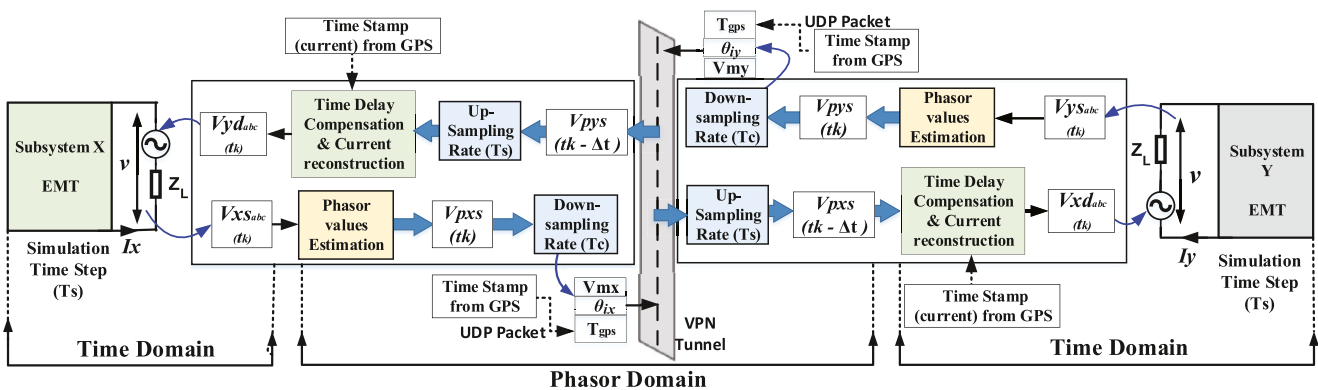 Time Stamp
(current) from GPS
Tgps
θiy
Vmy
UDP Packet
Time Stamp
from GPS
Subsystem X
EMT
v
ZL
Ix
Simulation
Time Step
(Ts)
Vydabc
(tk)
Time Delay
Compensation
& Current
reconstruction
Up-
Sampling
Rate (Ts)
Vpys
(tk - Δt )
Vxsabc
(tk)
Phasor
values
Estimation
Vpxs
(tk)
Down-
sampling
Rate (Tc)
Time Stamp
from GPS
UDP Packet
Vmx
θix
Tgps
VPN
Tunnel
Down-
sampling
Rate (Tc)
Vpys
(tk)
Phasor
values
Estimation
Vysabc
(tk)
Up-
Sampling
Rate (Ts)
Vpxs
(tk - Δt )
Time Delay
Compensation
& Current
reconstruction
Vxdabc
(tk)
Time Stamp
(current) from GPS
ZL
v
Iy
Subsystem
Y
EMT
Simulation
Time Step
(Ts)
Time Domain
Phasor Domain
Time Domain